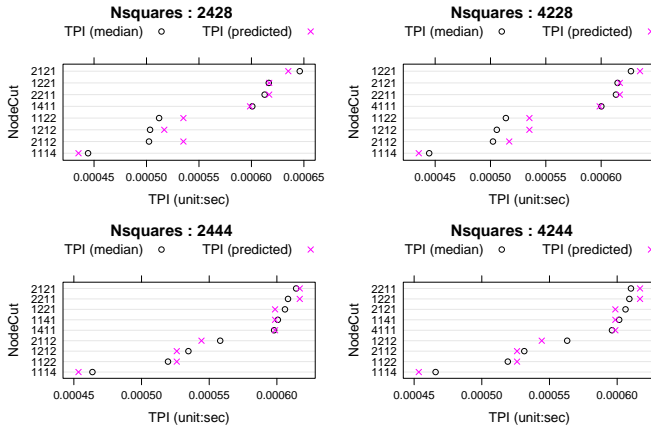 Nsquares : 2428
TPI (median) TPI (predicted)
NodeCut
2121
1221
2211
1411
1122
1212
2112
1114
0.00045 0.00050 0.00055 0.00060 0.00065
TPI (unit:sec)
Nsquares : 4228
TPI (median) TPI (predicted)
NodeCut
1221
2121
2211
4111
1122
1212
2112
1114
0.00045 0.00050 0.00055 0.00060
TPI (unit:sec)
Nsquares : 2444
TPI (median) TPI (predicted)
NodeCut
2121
2211
1221
1141
1411
2112
1212
1122
1114
0.00045 0.00050 0.00055 0.00060
TPI (unit:sec)
Nsquares : 4244
TPI (median) TPI (predicted)
NodeCut
2211
1221
2121
1141
4111
1212
2112
1122
1114
0.00045 0.00050 0.00055 0.00060
TPI (unit:sec)